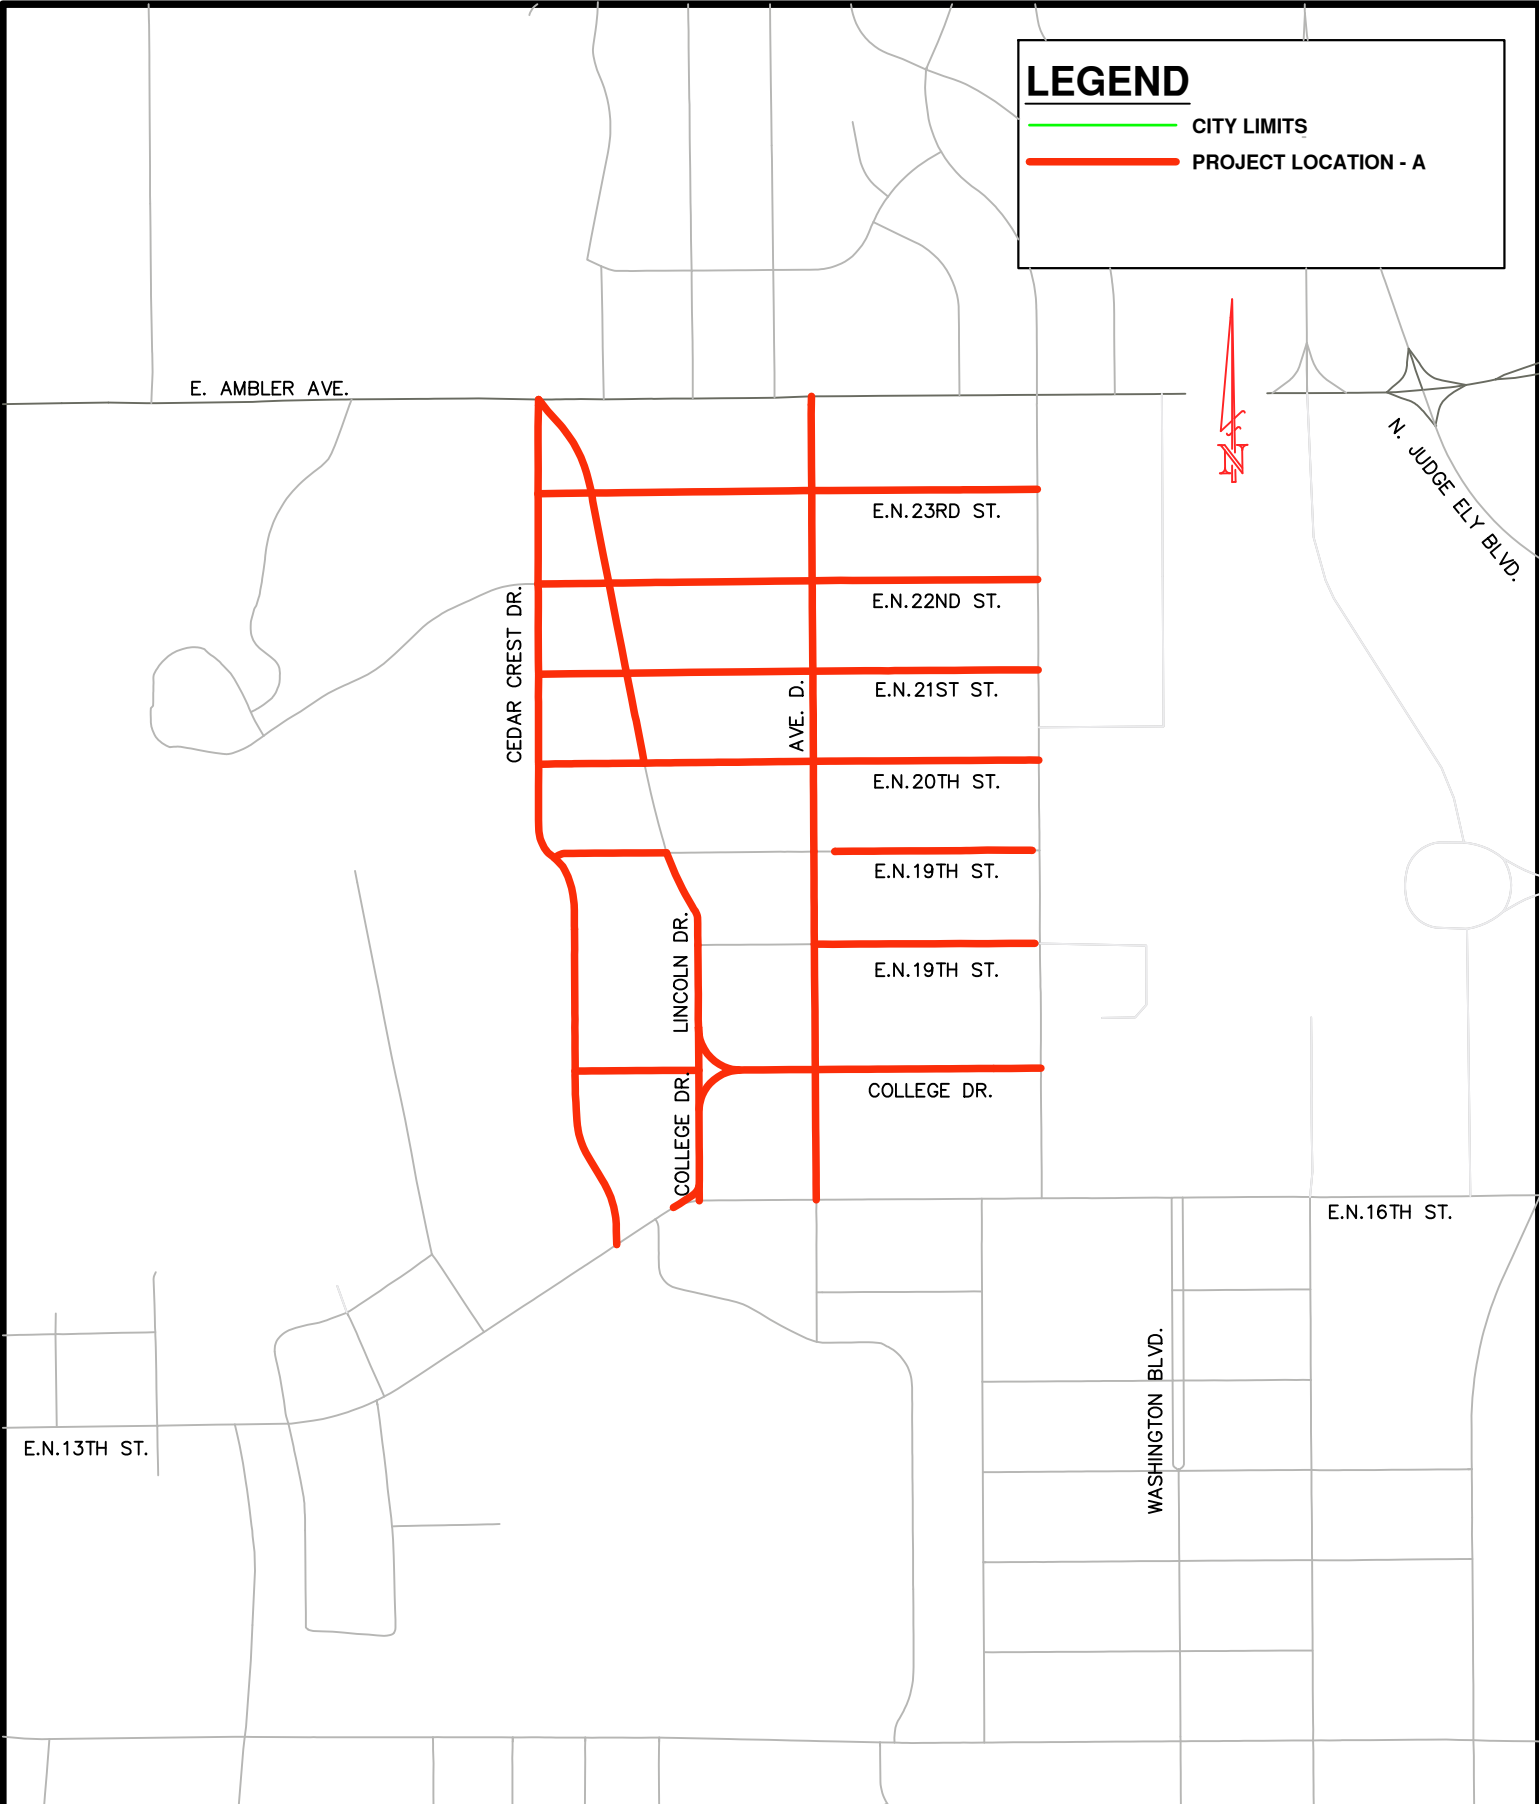 LEGEND
CITY LIMITS
PROJECT LOCATION - A
E. AMBLER AVE.
N
N. JUDGE ELY BLVD.
E.N.23RD ST.
E.N.22ND ST.
CEDAR CREST DR.
E.N.21ST ST.
AVE. D.
E.N.20TH ST.
E.N.19TH ST.
LINCOLN DR.
E.N.19TH ST.
COLLEGE DR.
COLLEGE DR.
E.N.16TH ST.
WASHINGTON BLVD.
E.N.13TH ST.